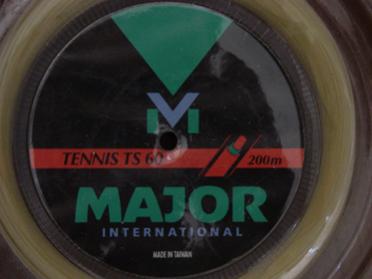 M
TENNIS TS 60 200m
MAJOR
INTERNATIONAL
MADE IN TAIWAN